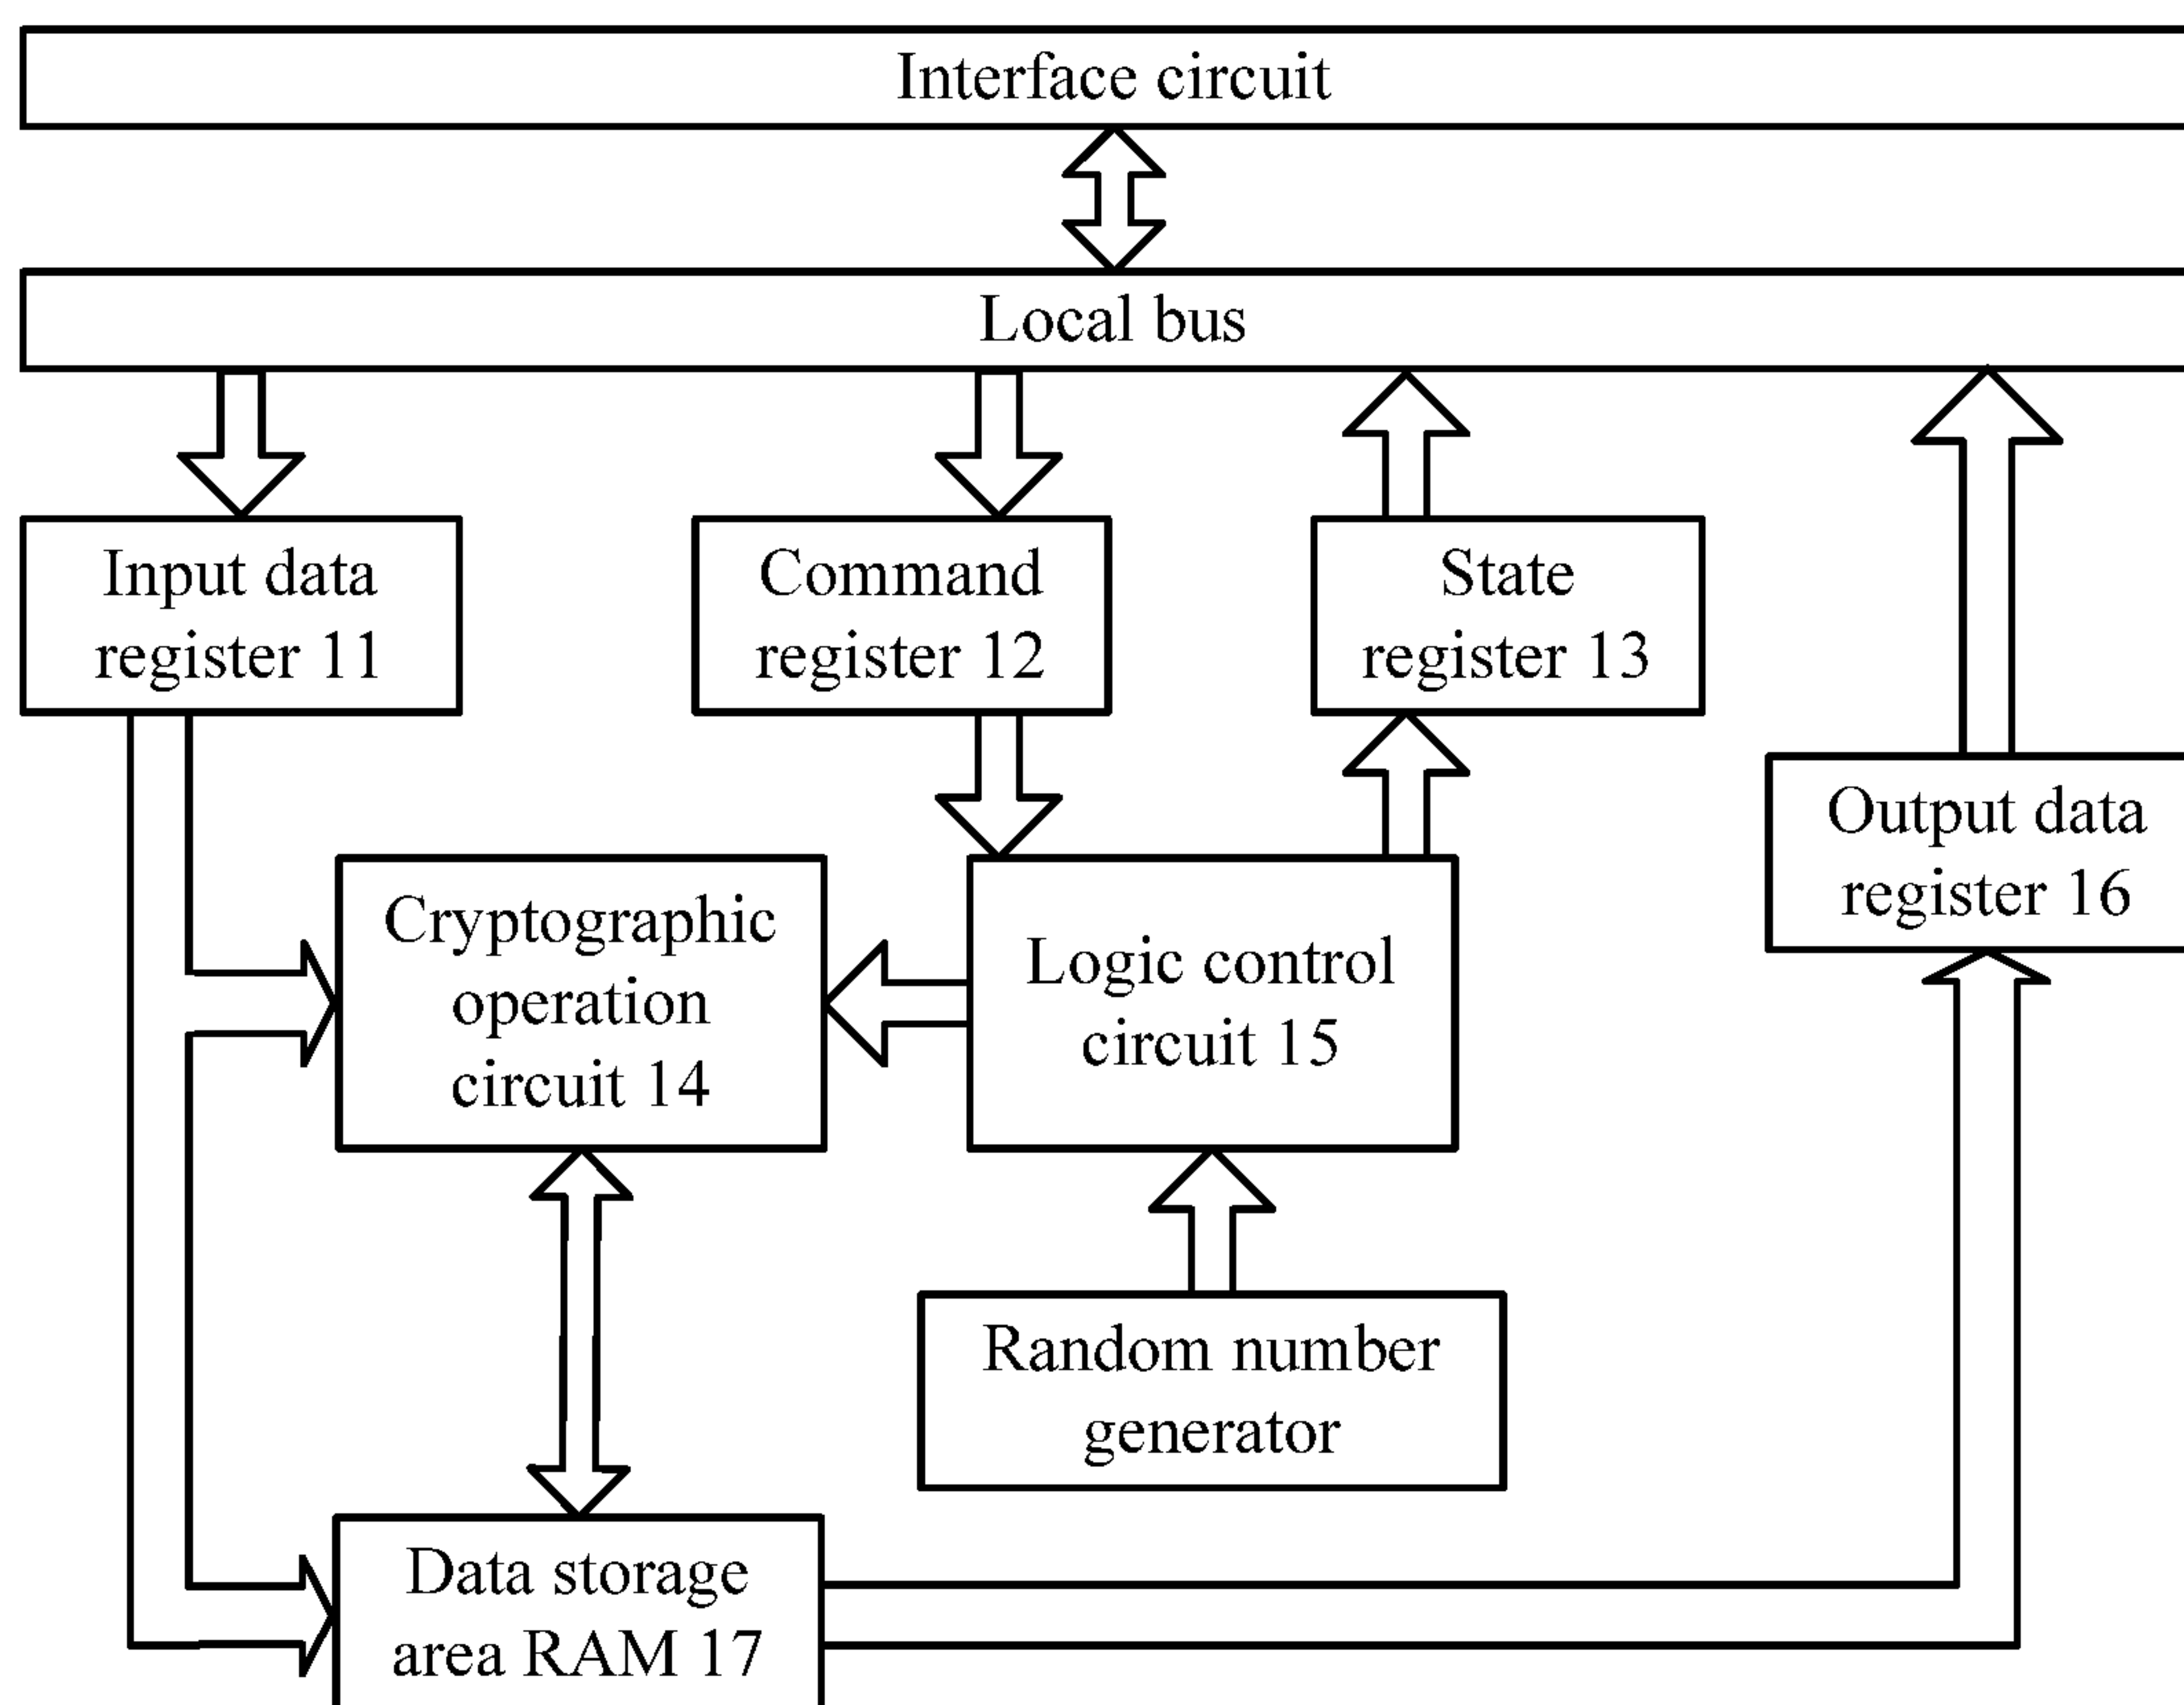 Interface circuit
Local bus
Input data
register 11
Command
register 12
State
register 13
Output data
register 16
Cryptographic
operation
circuit 14
Logic control
circuit 15
Random number
generator
Data storage
area RAM 17